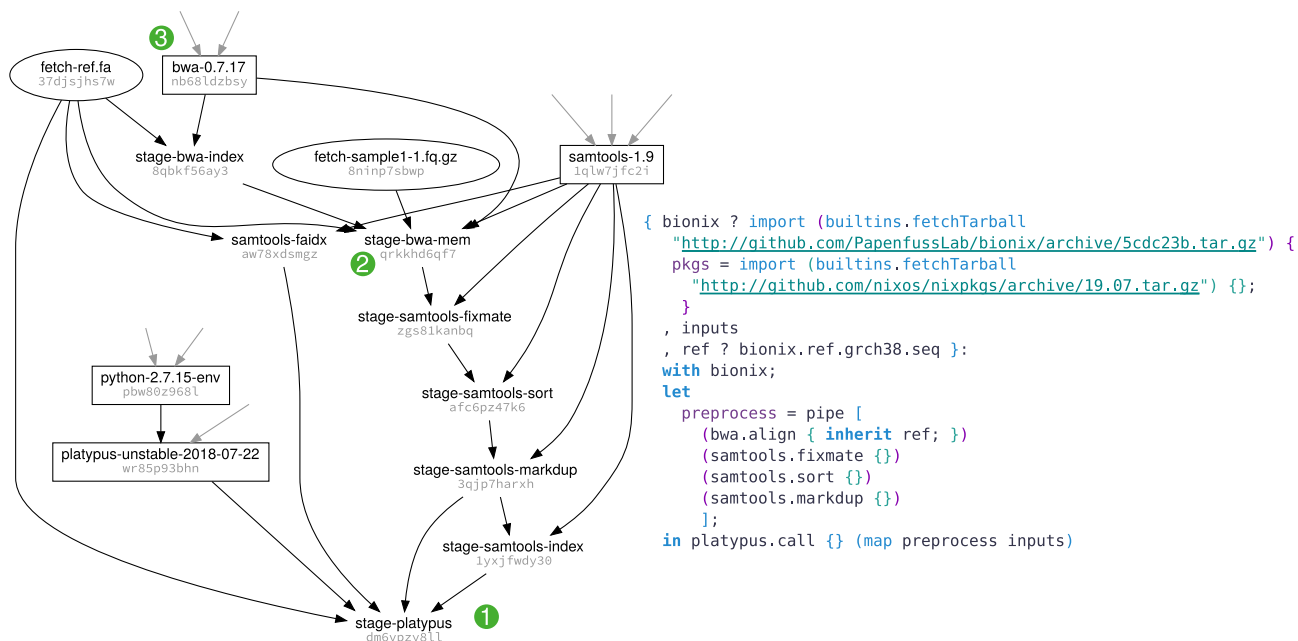 3
fetch-ref.fa
37djsjhs7w
bwa-0.7.17
nb68ldzbsy
stage-bwa-index
8qbkf56ay3
fetch-sample1-1.fq.gz
8ninp7sbwp
samtools-1.9
1qlw7jfc2i
samtools-faidx
aw78xdsmgz
stage-bwa-mem
qrkkhd6qf7
2
stage-samtools-fixmate
zgs81kanbq
python-2.7.15-env
pbw80z968l
stage-samtools-sort
afc6pz47k6
platypus-unstable-2018-07-22
wr85p93bhn
stage-samtools-markdup
3qjp7harxh
stage-samtools-index
1yxjfwdy30
1
stage-platypus
dm6ypzy8ll
{ bionix ? import (builtins.fetchTarball
"http://github.com/PapenfussLab/bionix/archive/5cdc23b.tar.gz") {
pkgs = import (builtins.fetchTarball
"http://github.com/nixos/nixpkgs/archive/19.07.tar.gz") {};
}
, inputs
, ref ? bionix.ref.grch38.seq }:
with bionix;
let
preprocess = pipe [
(bwa.align { inherit ref; })
(samtools.fixmate {})
(samtools.sort {})
(samtools.markdup {})
];
in platypus.call {} (map preprocess inputs)